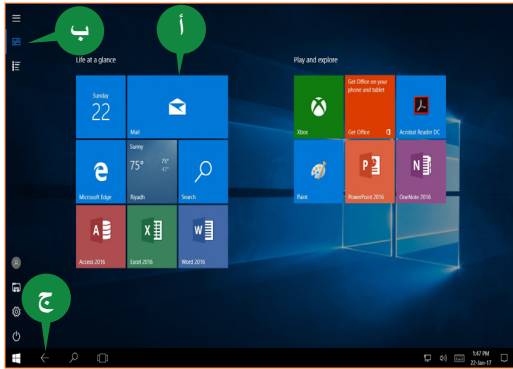 ب
أ
Life at a glance
Play and explore
Sunday
22
Mail
Xbox
Get Office on your
phone and tablet
Get Office
Acrobat Reader DC
Microsoft Edge
Sunny
75°
75°
47°
Riyadh
Search
Paint
PowerPoint 2016
OneNote 2016
Access 2016
Excel 2016
Word 2016
ج
1:47 PM
22-Jan-17